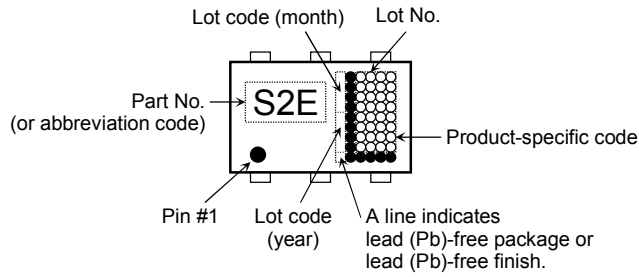 Lot code (month)
Lot No.
Part No.
(or abbreviation code)
S2E
Product-specific code
Pin #1
Lot code
(year)
A line indicates
lead (Pb)-free package or
lead (Pb)-free finish.